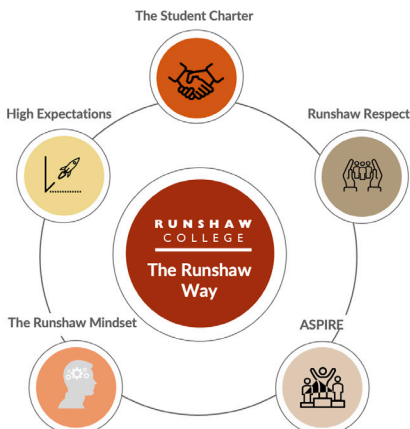 The Student Charter
High Expectations
Runshaw Respect
RUNSHAW
COLLEGE
The Runshaw
Way
The Runshaw Mindset
ASPIRE